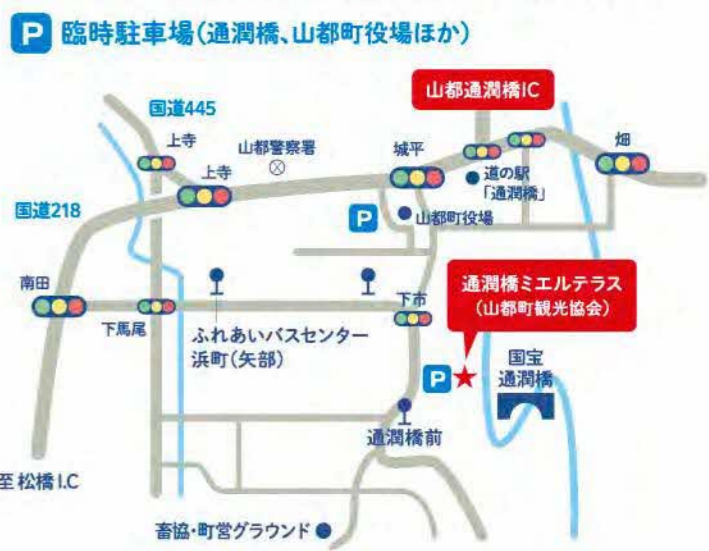 P 臨時駐車場(通潤橋、山都町役場ほか)
山都通潤橋IC
国道445
上寺
山都警察署
城平
畑
上寺
道の駅
「通潤橋」
国道218
P
山都町役場
南田
通潤橋ミエルテラス
(山都町観光協会)
下市
下馬尾
ふれあいバスセンター
浜町(矢部)
国宝
通潤橋
P
通潤橋前
至 松橋I.C
畜協・町営グラウンド